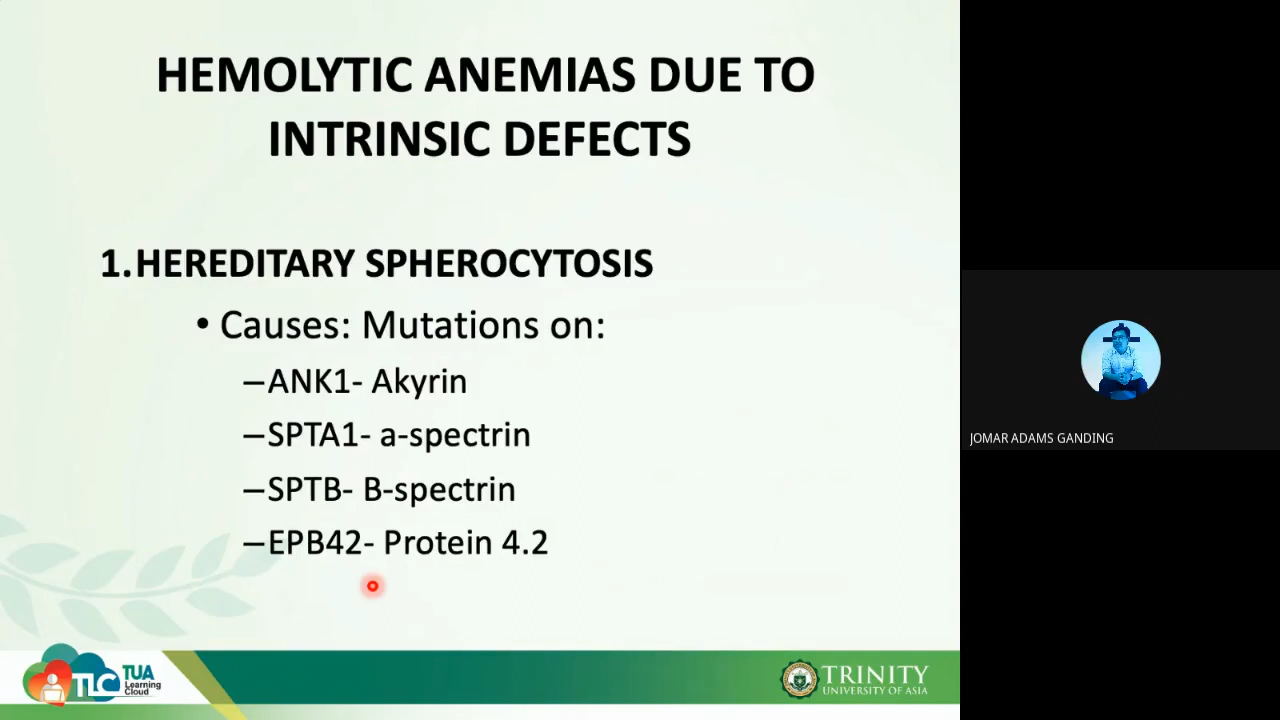 HEMOLYTIC ANEMIAS DUE TO
INTRINSIC DEFECTS
1.HEREDITARY SPHEROCYTOSIS
• Causes: Mutations on:
–ANK1- Akyrin
–SPTA1- a-spectrin
–SPTB- B-spectrin
–EPB42- Protein 4.2
JOMAR ADAMS GANDING
TLC TUA
Learning
Cloud
TRINITY
UNIVERSITY OF ASIA